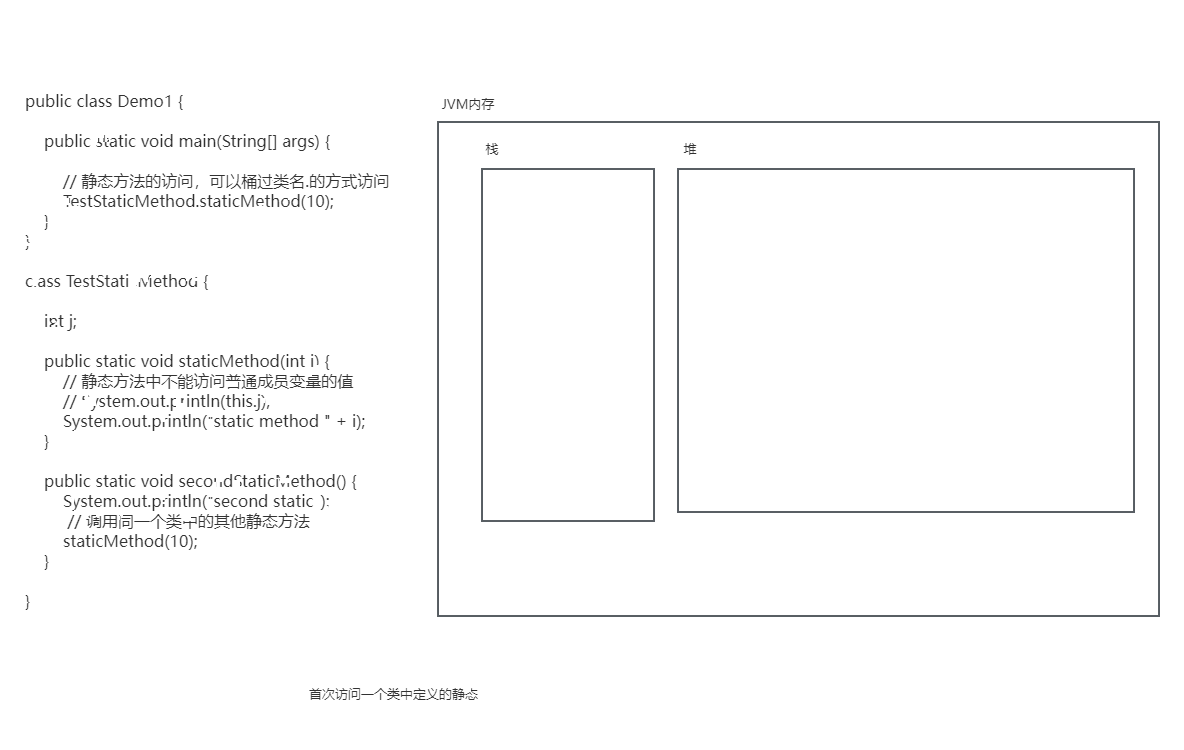 public class Demo1 {
public static void main(String[] args) {
// 静态方法的访问，可以桶过类名.的方式访问
TestStaticMethod.staticMethod(10);
}
}
class TestStaticMethod {
int j;
public static void staticMethod(int i) {
// 静态方法中不能访问普通成员变量的值
// System.out.println(this.j);
System.out.println("static method " + i);
}
public static void secondStaticMethod() {
System.out.println("second static ");
// 调用同一个类中的其他静态方法
staticMethod(10);
}
}
JVM内存
栈
堆
首次访问一个类中定义的静态